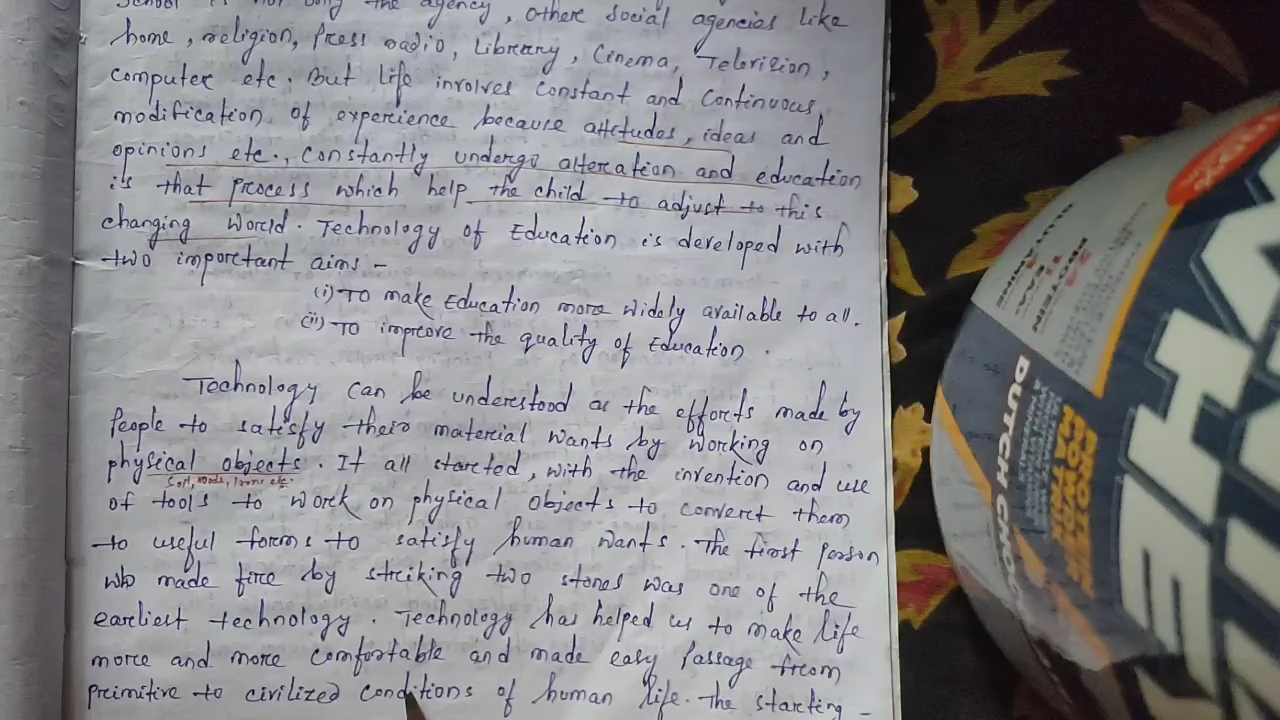 School is not only the agency, other social agencies like
home, religion, Press radio, Library, Cinema, Television,
computer etc. But life involves constant and continuous
modification of experience because attitudes, ideas and
opinions etc., constantly undergo alteration and education
is that process which help the child to adjust to this
changing world. Technology of Education is developed with
two important aims -
(i) To make Education more widely available to all.
(ii) To improve the quality of Education.
Technology can be understood as the efforts made by
People to satisfy their material wants by working on
physical objects. It all started, with the invention and use
Soil, woods, Irons etc.
of tools to work on physical objects to convert them
to useful forms to satisfy human wants. The first person
who made fire by striking two stones was one of the
earliest technology. Technology has helped us to make life
more and more comfortable and made easy Passage from
primitive to civilized conditions of human life. The starting -
WHE
DUTCH CHOCO